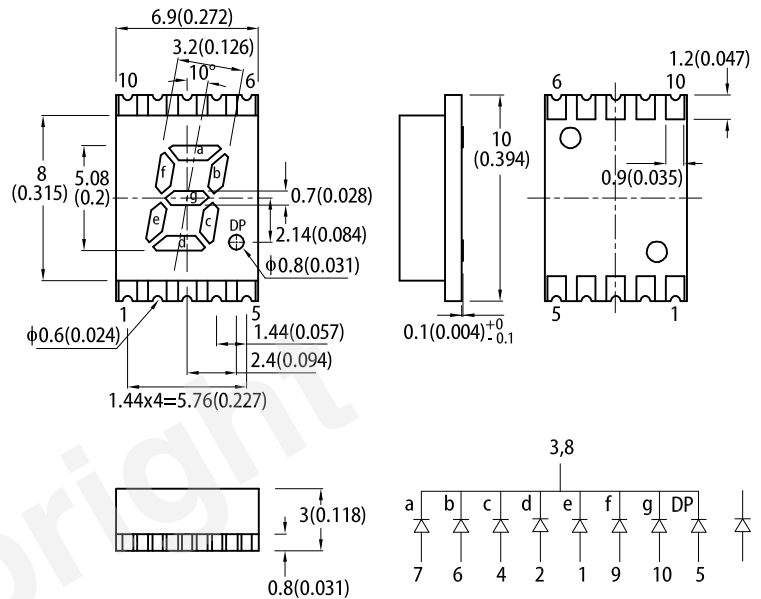 6.9(0.272)
3.2(0.126)
10°
10
6
8
(0.315)
5.08
(0.2)
a
f
b
g
e
c
d
DP
0.7(0.028)
2.14(0.084)
ϕ0.8(0.031)
1
5
ϕ0.6(0.024)
1.44(0.057)
2.4(0.094)
1.44x4=5.76(0.227)
10
(0.394)
0.1(0.004)+0
-0.1
1.2(0.047)
6
10
0.9(0.035)
5
1
3(0.118)
0.8(0.031)
3,8
a b c d e f g DP
7 6 4 2 1 9 10 5
bright